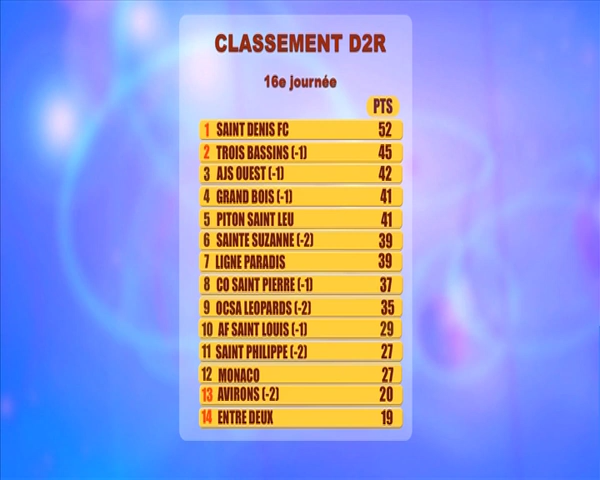 CLASSEMENT D2R
16e journée
PTS
1 SAINT DENIS FC 52
2 TROIS BASSINS (-1) 45
3 AJS OUEST (-1) 42
4 GRAND BOIS (-1) 41
5 PITON SAINT LEU 41
6 SAINTE SUZANNE (-2) 39
7 LIGNE PARADIS 39
8 CO SAINT PIERRE (-1) 37
9 OCSA LEOPARDS (-2) 35
10 AF SAINT LOUIS (-1) 29
11 SAINT PHILIPPE (-2) 27
12 MONACO 27
13 AVIRONS (-2) 20
14 ENTRE DEUX 19